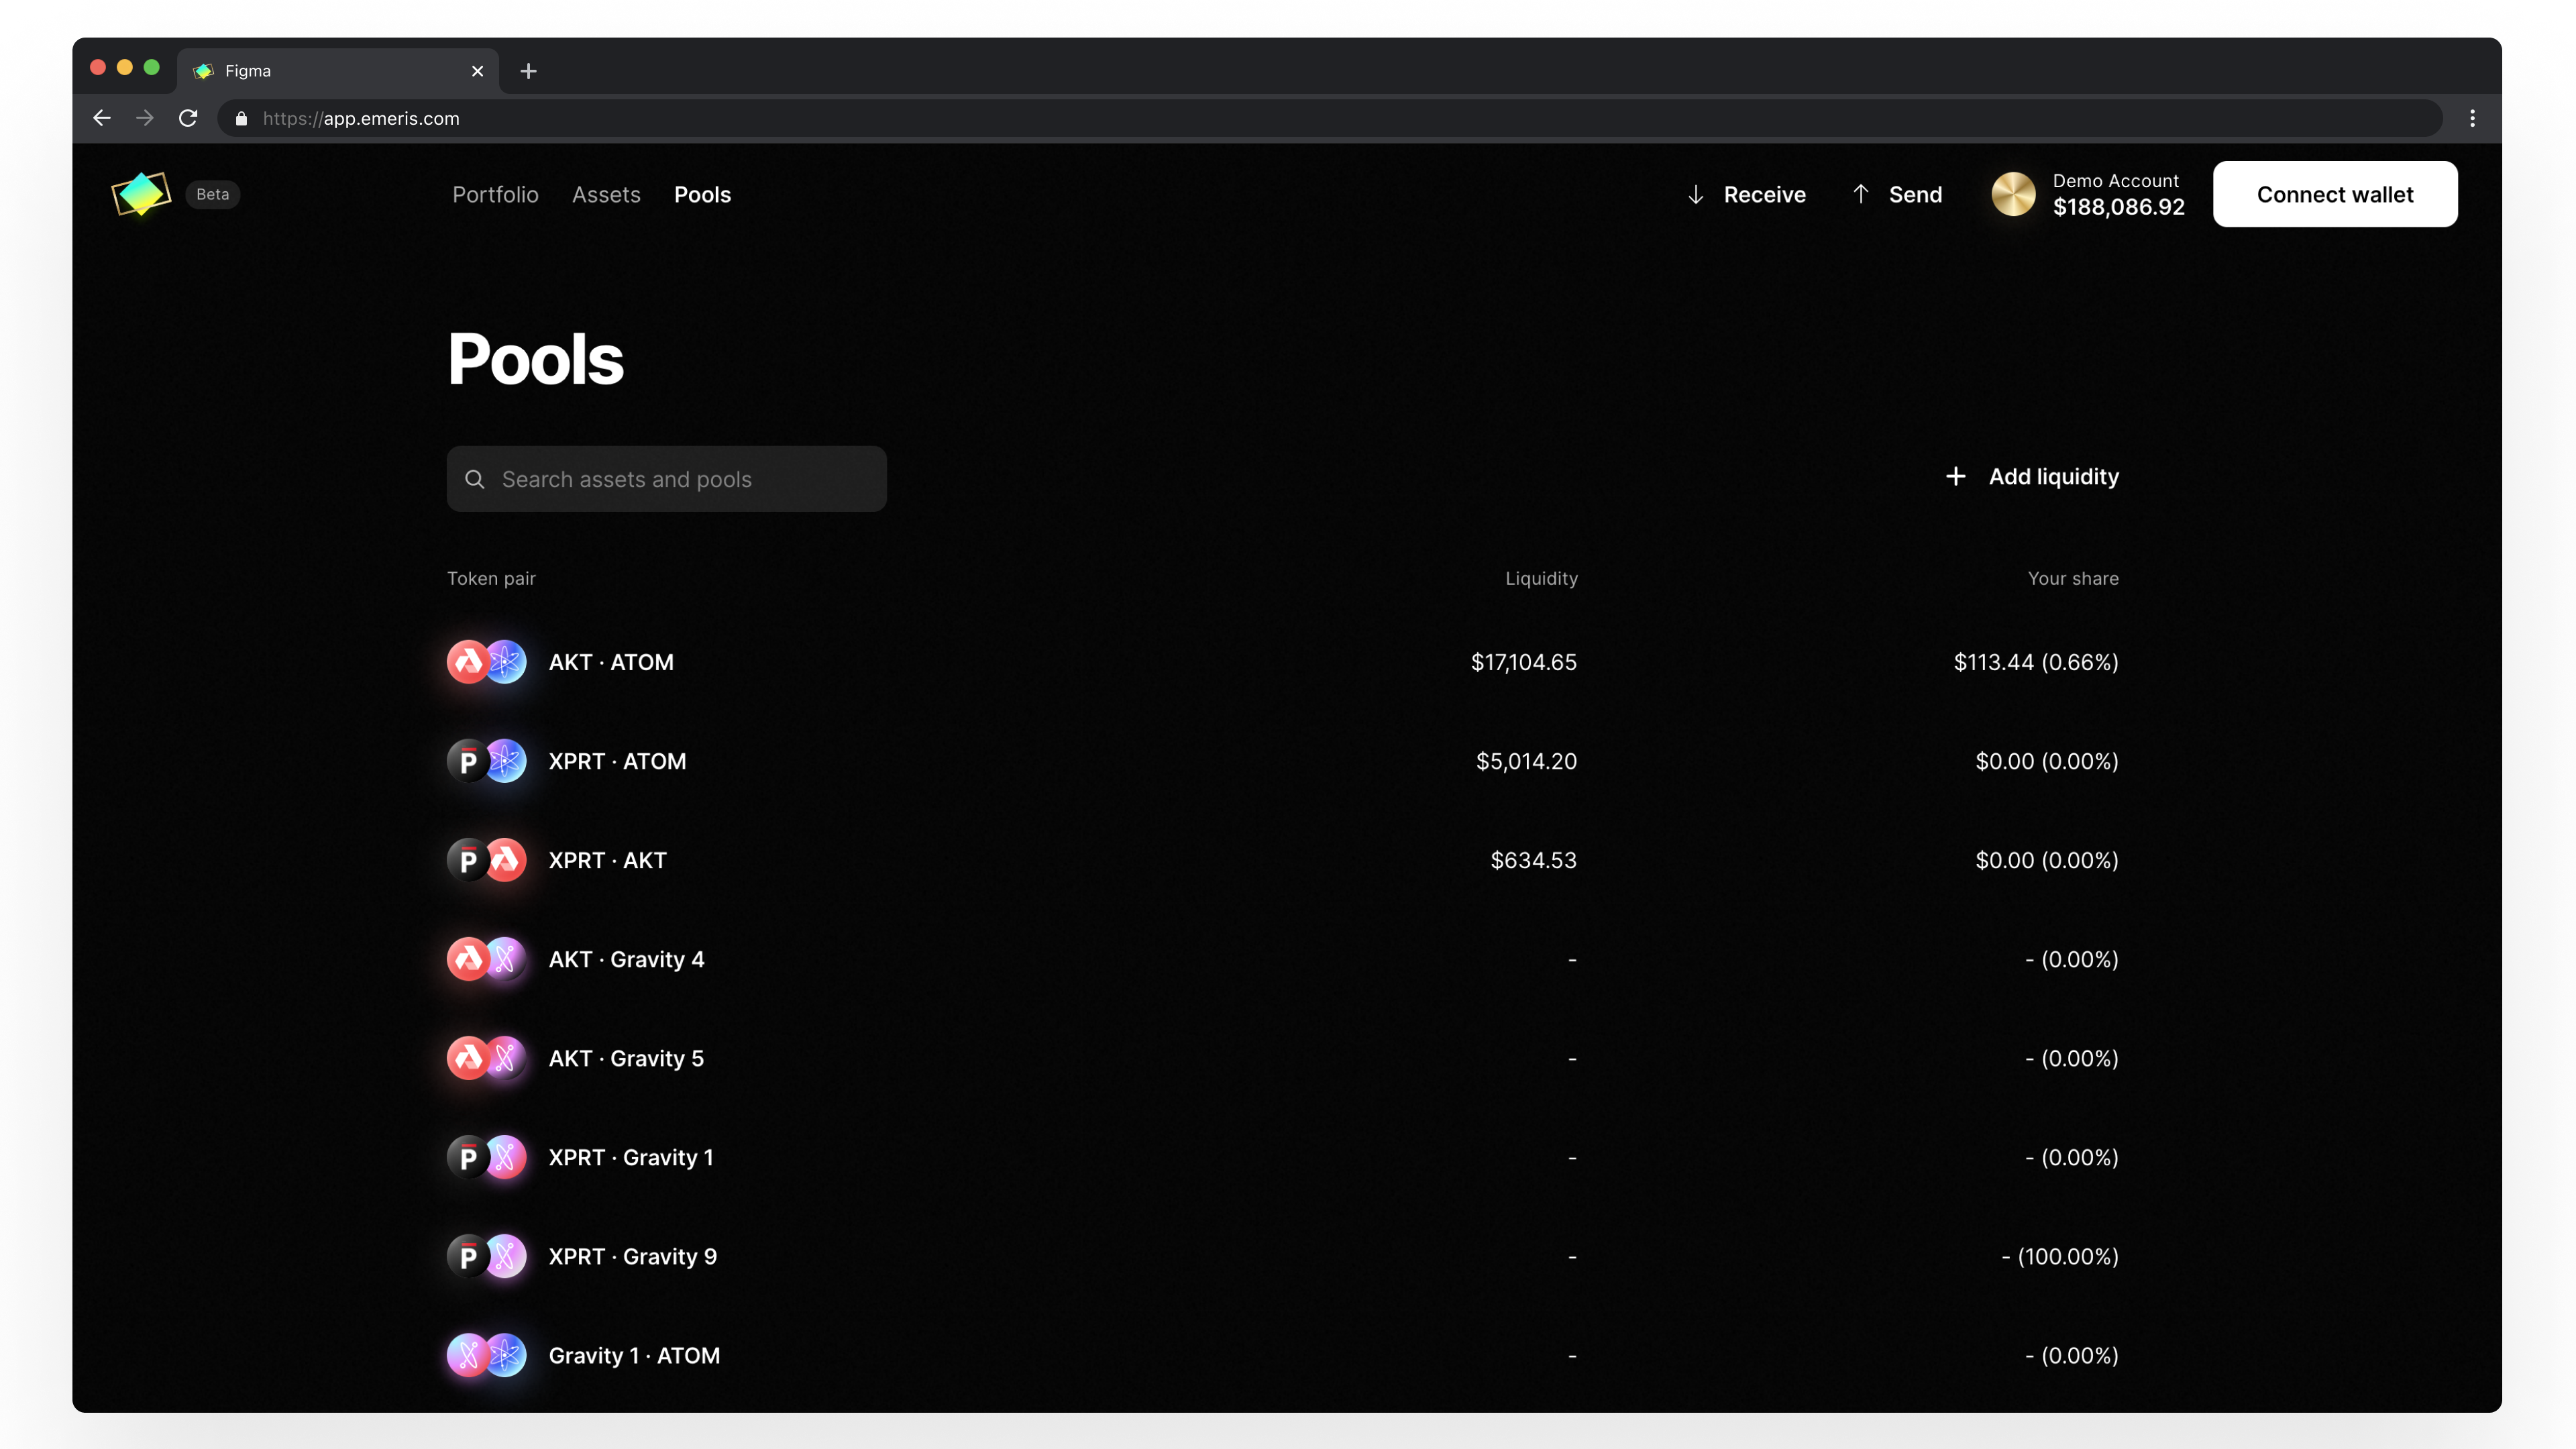 Figma
https://app.emeris.com
Beta
Portfolio Assets Pools
Receive Send
Demo Account
$188,086.92
Connect wallet
Pools
Search assets and pools
Add liquidity
Token pair Liquidity Your share
AKT · ATOM $17,104.65 $113.44 (0.66%)
XPRT · ATOM $5,014.20 $0.00 (0.00%)
XPRT · AKT $634.53 $0.00 (0.00%)
AKT · Gravity 4 - - (0.00%)
AKT · Gravity 5 - - (0.00%)
XPRT · Gravity 1 - - (0.00%)
XPRT · Gravity 9 - - (100.00%)
Gravity 1 · ATOM - - (0.00%)